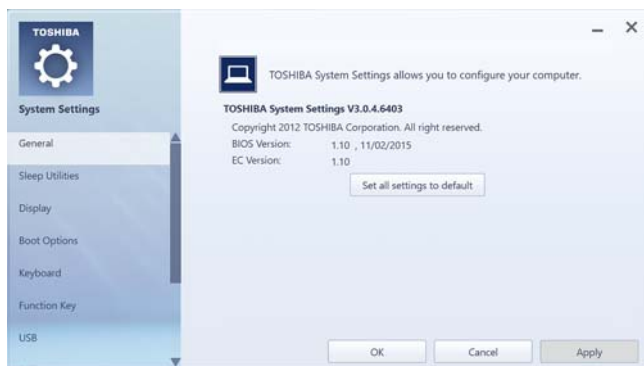 TOSHIBA
System Settings
General
Sleep Utilities
Display
Boot Options
Keyboard
Function Key
USB
TOSHIBA System Settings allows you to configure your computer.
TOSHIBA System Settings V3.0.4.6403
Copyright 2012 TOSHIBA Corporation. All right reserved.
BIOS Version: 1.10 , 11/02/2015
EC Version: 1.10
Set all settings to default
OK Cancel Apply